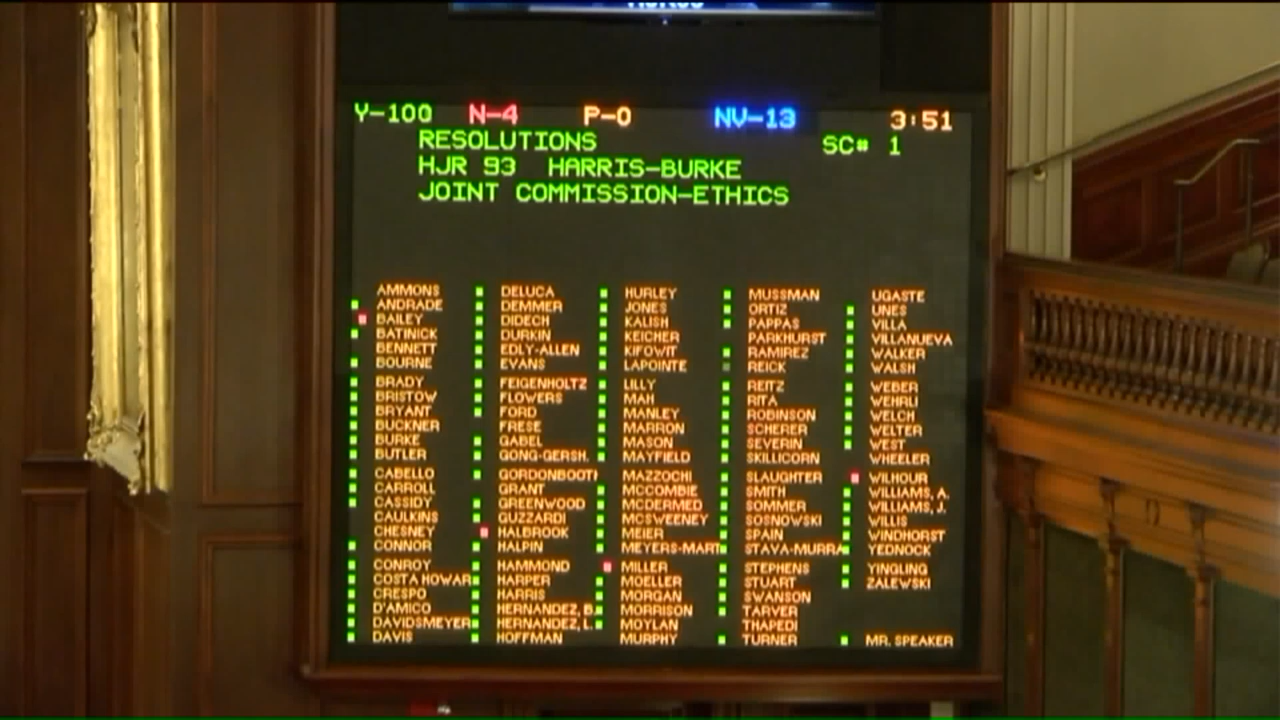 Y-100 N-4 P-0 NV-13 3:51
RESOLUTIONS SC# 1
HJR 93 HARRIS-BURKE
JOINT COMMISSION-ETHICS
AMMONS DELUCA HURLEY MUSSMAN UGASTE
ANDRADE DEMMER JONES ORTIZ UNES
BAILEY DIDECH KALISH PAPPAS VILLA
BATINICK DURKIN KEICHER PARKHURST VILLANUEVA
BENNETT EDLY-ALLEN KIFOWIT RAMIREZ WALKER
BOURNE EVANS LAPOINTE REICK WALSH
BRADY FEIGENHOLTZ LILLY REITZ WEBER
BRISTOW FLOWERS MAH RITA WEHRLI
BRYANT FORD MANLEY ROBINSON WELCH
BUCKNER FRESE MARRON SCHERER WELTER
BURKE GABEL MASON SEVERIN WEST
BUTLER GONG-GERSH. MAYFIELD SKILLICORN WHEELER
CABELLO GORDONBOOTH MAZZOCHI SLAUGHTER WILHOUR
CARROLL GRANT MCCOMBIE SMITH WILLIAMS, A.
CASSIDY GREENWOOD MCDERMED SOMMER WILLIAMS, J.
CAULKINS GUZZARDI MCSWEENEY SOSNOWSKI WILLIS
CHESNEY HALBROOK MEIER SPAIN WINDHORST
CONNOR HALPIN MEYERS-MART STAVA-MURRA YEDNOCK
CONROY HAMMOND MILLER STEPHENS YINGLING
COSTA HOWAR HARPER MOELLER STUART ZALEWSKI
CRESPO HARRIS MORGAN SWANSON
D'AMICO HERNANDEZ, B. MORRISON TARVER
DAVIDSMEYER HERNANDEZ, L. MOYLAN THAPEDI
DAVIS HOFFMAN MURPHY TURNER MR. SPEAKER